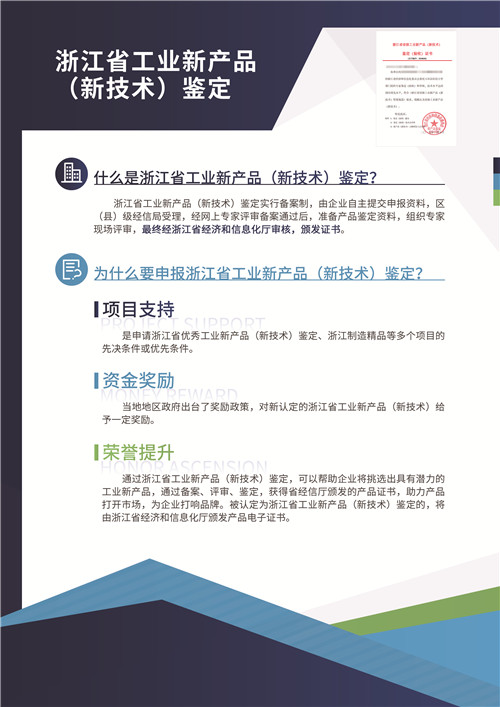 浙江省工业新产品
（新技术）鉴定
什么是浙江省工业新产品（新技术）鉴定？
浙江省工业新产品（新技术）鉴定实行备案制，由企业自主提交申报资料，区
（县）级经信局受理，经网上专家评审备案通过后，准备产品鉴定资料，组织专家
现场评审，最终经浙江省经济和信息化厅审核，颁发证书。
为什么要申报浙江省工业新产品（新技术）鉴定？
项目支持
PROJECT SUPPORT
是申请浙江省优秀工业新产品（新技术）鉴定、浙江制造精品等多个项目的
先决条件或优先条件。
资金奖励
MONEY REWARD
当地地区政府出台了奖励政策，对新认定的浙江省工业新产品（新技术）给
予一定奖励。
荣誉提升
HONOR ASCENSION
通过浙江省工业新产品（新技术）鉴定，可以帮助企业将挑选出具有潜力的
工业新产品，通过备案、评审、鉴定，获得省经信厅颁发的产品证书，助力产品
打开市场，为企业打响品牌。被认定为浙江省工业新产品（新技术）鉴定的，将
由浙江省经济和信息化厅颁发产品电子证书。